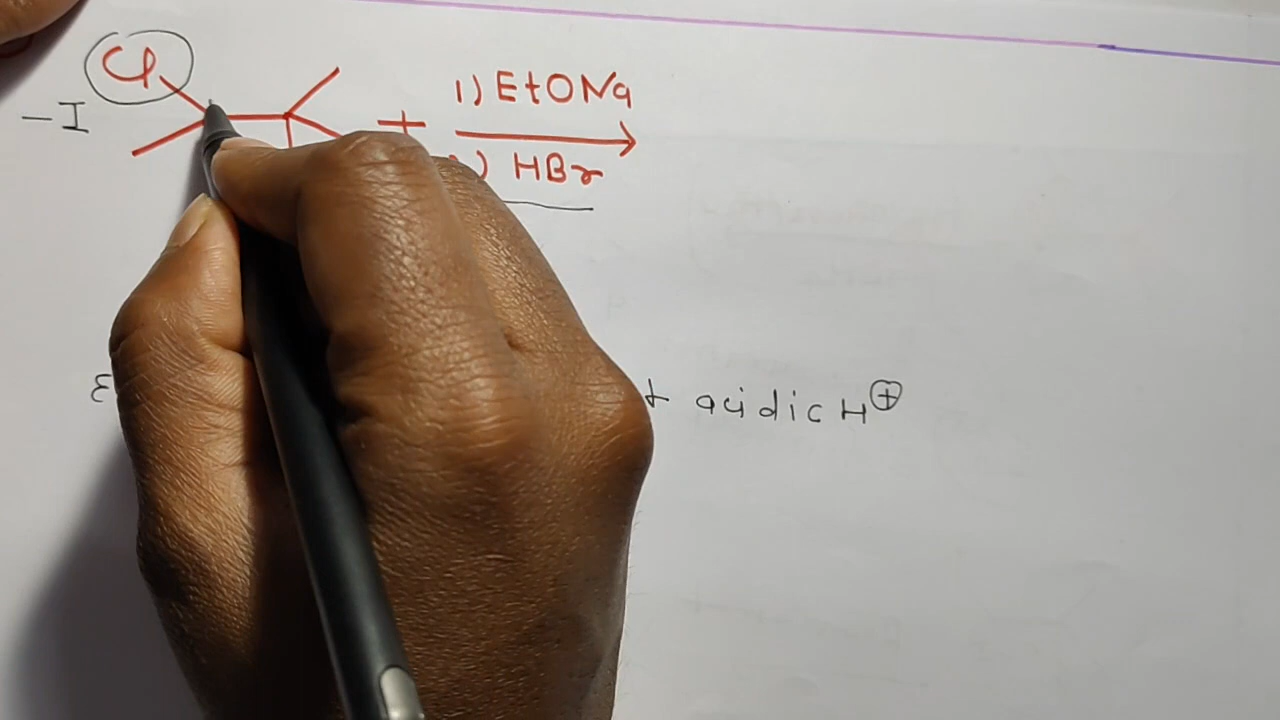 Cl
-I
+
1) EtONa
) HBr
+ acidic H⊕